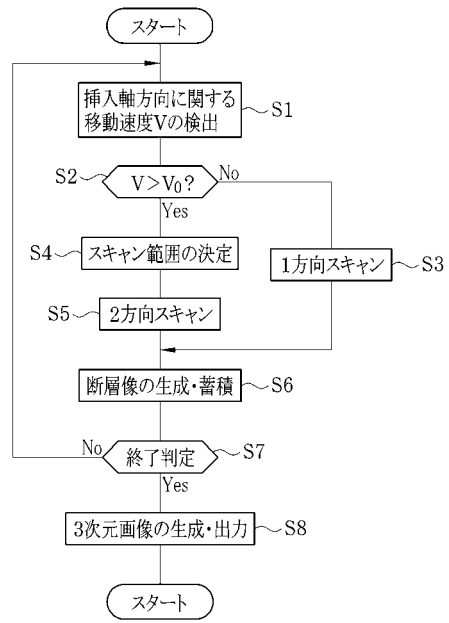 スタート
挿入軸方向に関する
移動速度Vの検出
S1
S2
V>V₀?
No
Yes
S4
スキャン範囲の決定
1方向スキャン
S3
S5
2方向スキャン
断層像の生成・蓄積
S6
No
終了判定
S7
Yes
3次元画像の生成・出力
S8
スタート